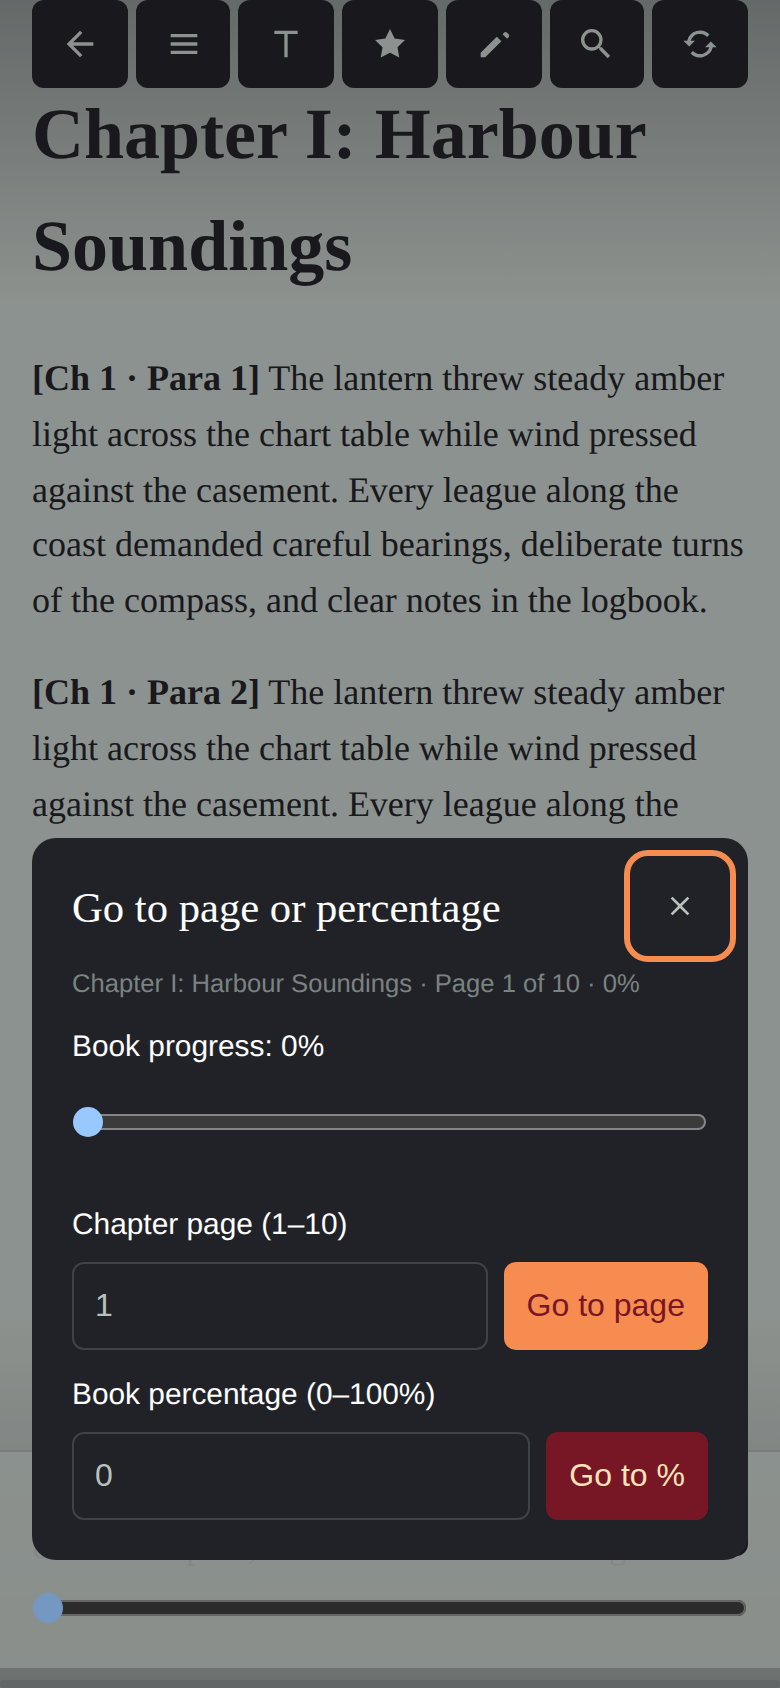 Chapter I: Harbour
Soundings
[Ch 1 · Para 1] The lantern threw steady amber
light across the chart table while wind pressed
against the casement. Every league along the
coast demanded careful bearings, deliberate turns
of the compass, and clear notes in the logbook.
[Ch 1 · Para 2] The lantern threw steady amber
light across the chart table while wind pressed
against the casement. Every league along the
Go to page or percentage
Chapter I: Harbour Soundings · Page 1 of 10 · 0%
Book progress: 0%
Chapter page (1–10)
1
Go to page
Book percentage (0–100%)
0
Go to %